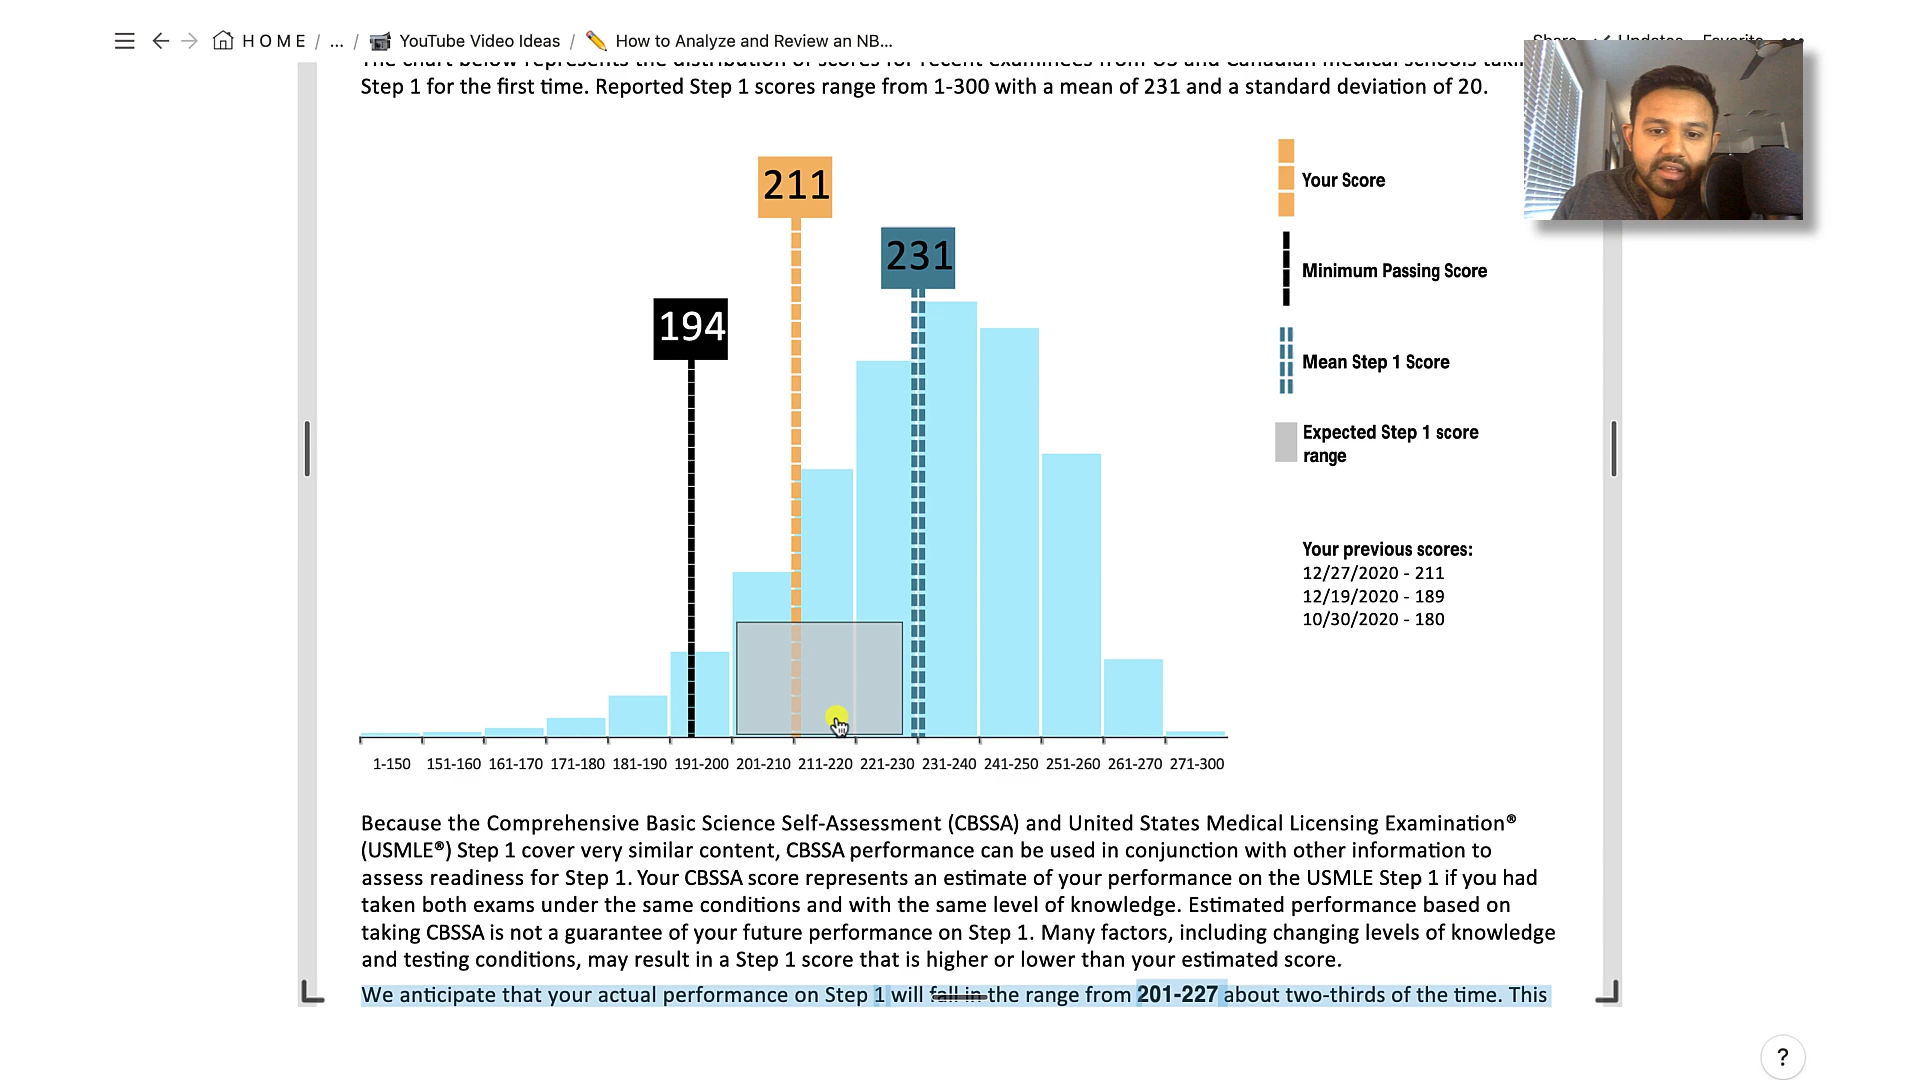 HOME / ... / YouTube Video Ideas / How to Analyze and Review an NB...
Step 1 for the first time. Reported Step 1 scores range from 1-300 with a mean of 231 and a standard deviation of 20.
211
Your Score
231
Minimum Passing Score
194
Mean Step 1 Score
Expected Step 1 score
range
Your previous scores:
12/27/2020 - 211
12/19/2020 - 189
10/30/2020 - 180
1-150 151-160 161-170 171-180 181-190 191-200 201-210 211-220 221-230 231-240 241-250 251-260 261-270 271-300
Because the Comprehensive Basic Science Self-Assessment (CBSSA) and United States Medical Licensing Examination®
(USMLE®) Step 1 cover very similar content, CBSSA performance can be used in conjunction with other information to
assess readiness for Step 1. Your CBSSA score represents an estimate of your performance on the USMLE Step 1 if you had
taken both exams under the same conditions and with the same level of knowledge. Estimated performance based on
taking CBSSA is not a guarantee of your future performance on Step 1. Many factors, including changing levels of knowledge
and testing conditions, may result in a Step 1 score that is higher or lower than your estimated score.
We anticipate that your actual performance on Step 1 will fall in the range from 201-227 about two-thirds of the time. This
?